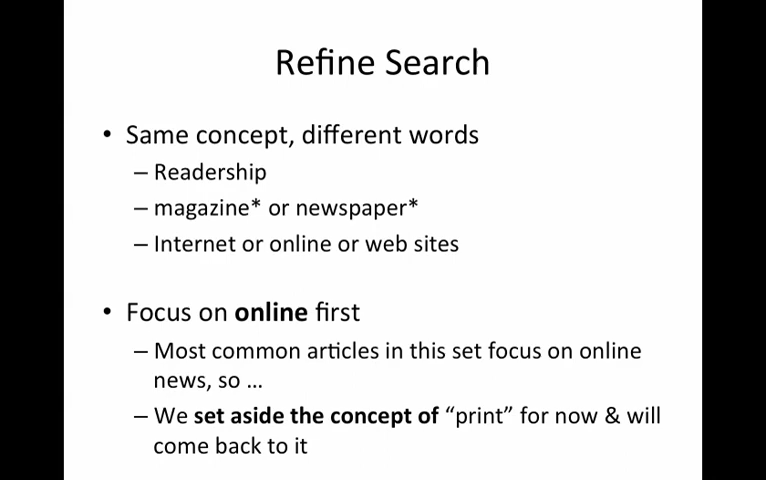 Refine Search
• Same concept, different words
– Readership
– magazine* or newspaper*
– Internet or online or web sites
• Focus on online first
– Most common articles in this set focus on online
news, so ...
– We set aside the concept of “print” for now & will
come back to it